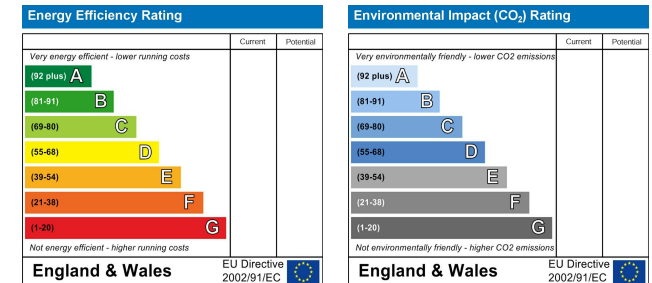 Energy Efficiency Rating
Current Potential
Very energy efficient - lower running costs
(92 plus) A
(81-91) B
(69-80) C
(55-68) D
(39-54) E
(21-38) F
(1-20) G
Not energy efficient - higher running costs
England & Wales
EU Directive
2002/91/EC
Environmental Impact (CO₂) Rating
Current Potential
Very environmentally friendly - lower CO2 emissions
(92 plus) A
(81-91) B
(69-80) C
(55-68) D
(39-54) E
(21-38) F
(1-20) G
Not environmentally friendly - higher CO2 emissions
England & Wales
EU Directive
2002/91/EC